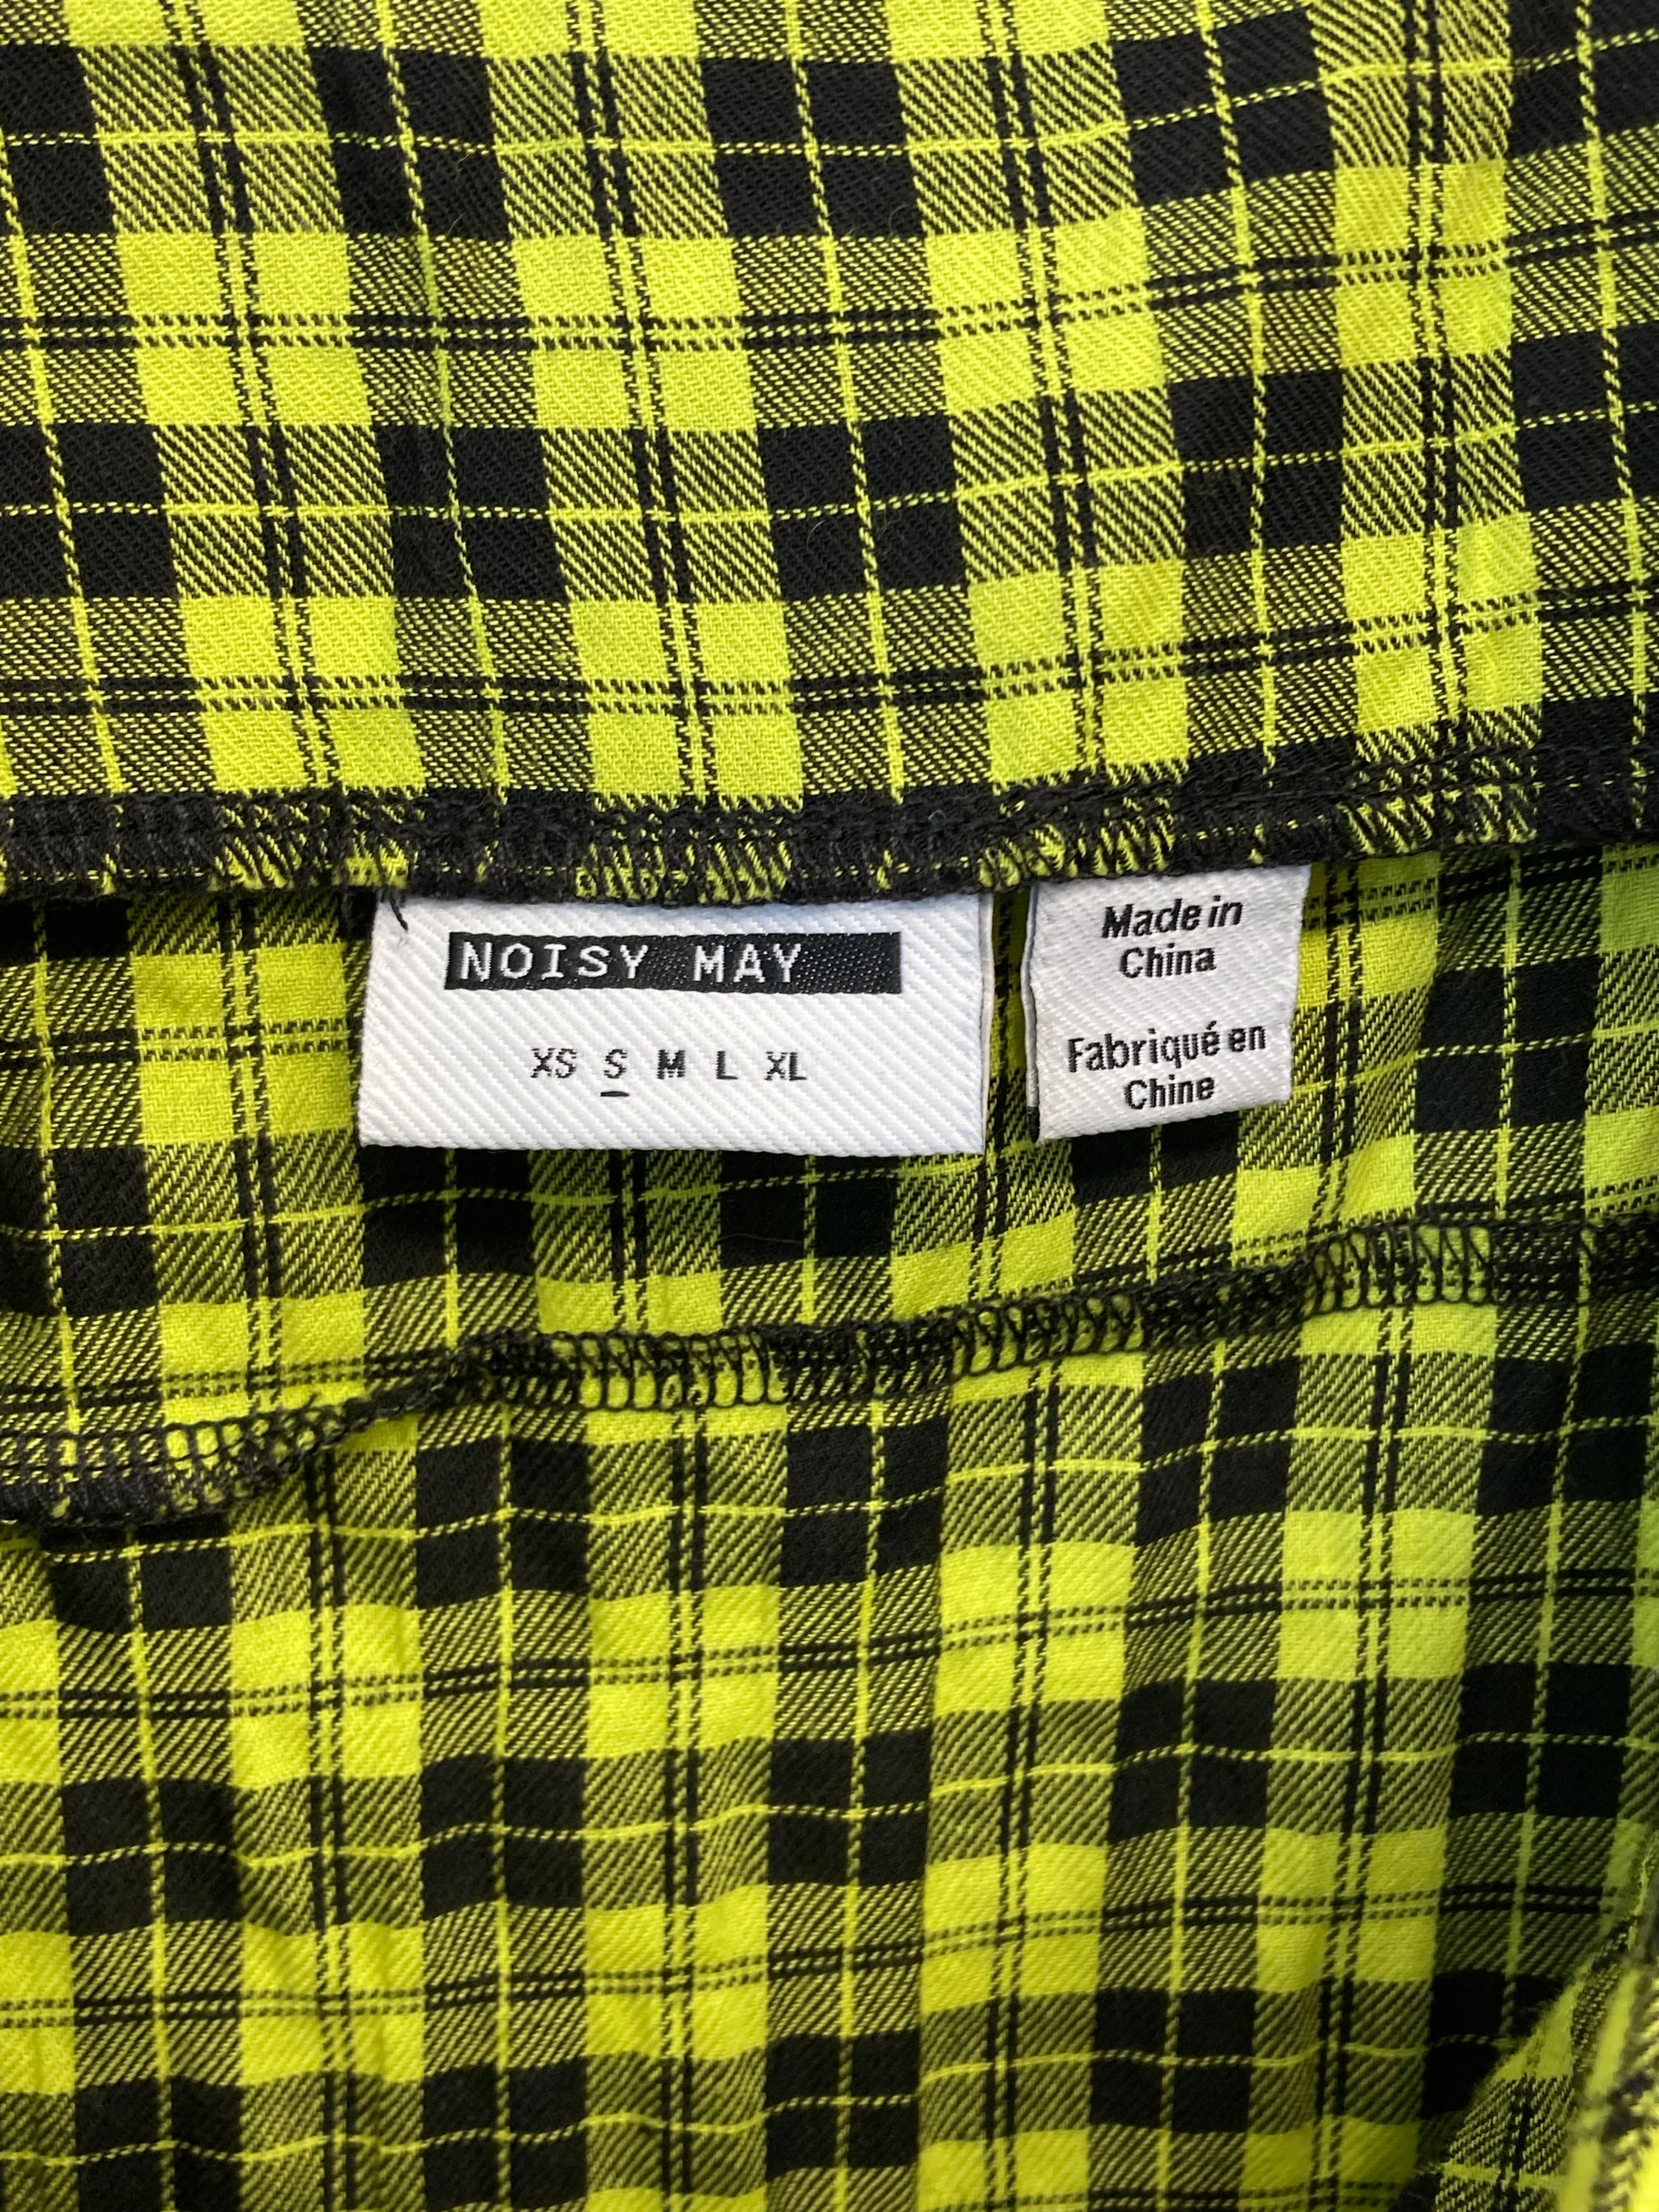 NOISY MAY
XS S M L XL
Made in
China
Fabriqué en
Chine